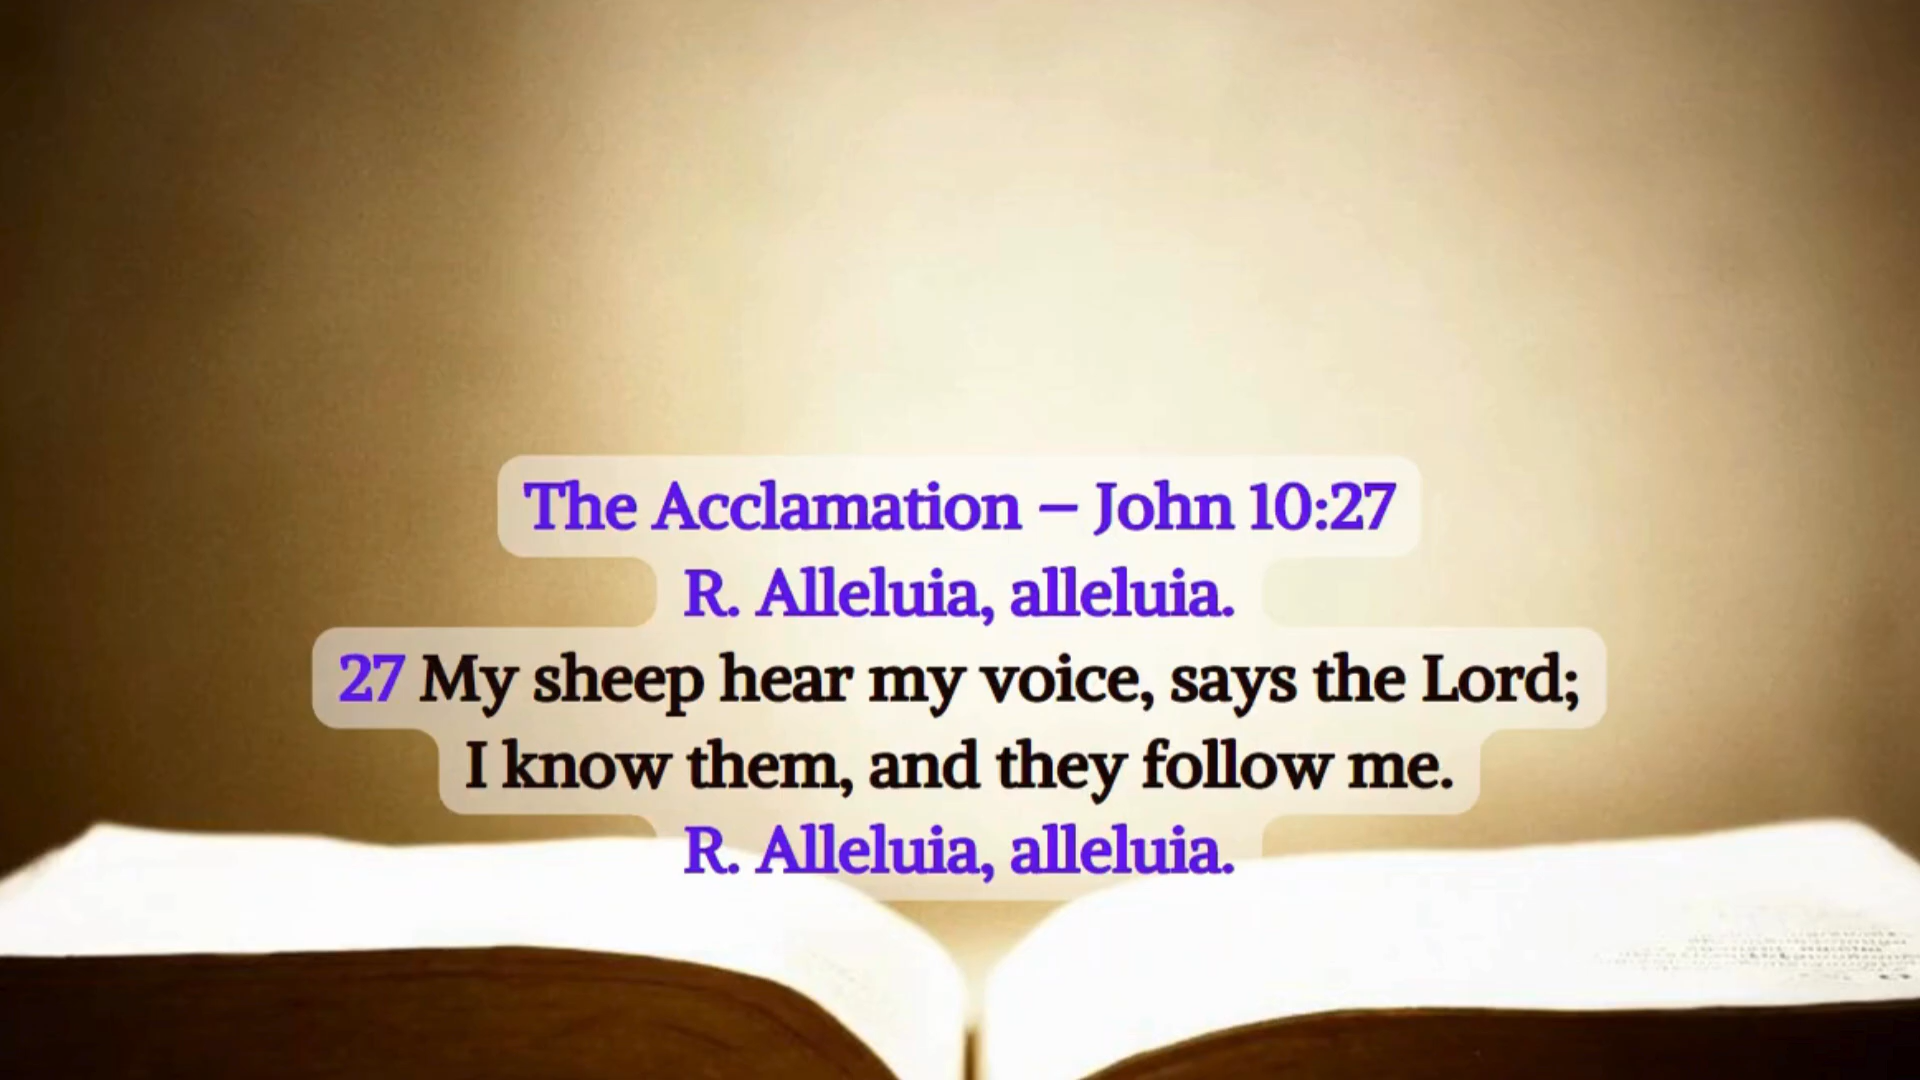 The Acclamation – John 10:27
R. Alleluia, alleluia.
27 My sheep hear my voice, says the Lord;
I know them, and they follow me.
R. Alleluia, alleluia.